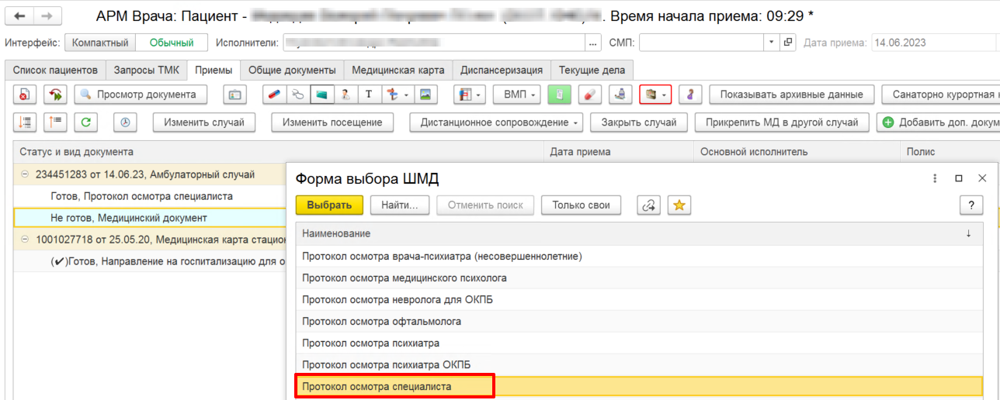 АРМ Врача: Пациент - . Время начала приема: 09:29 *
Интерфейс: Компактный Обычный Исполнители: ... СМП: Дата приема: 14.06.2023
Список пациентов Запросы ТМК Приемы Общие документы Медицинская карта Диспансеризация Текущие дела
Просмотр документа Т ВМП Показывать архивные данные Санаторно курортная
Изменить случай Изменить посещение Дистанционное сопровождение Закрыть случай Прикрепить МД в другой случай Добавить доп. докум
Статус и вид документа Дата приема Основной исполнитель Полис
234451283 от 14.06.23, Амбулаторный случай
Готов, Протокол осмотра специалиста
Не готов, Медицинский документ
1001027718 от 25.05.20, Медицинская карта стацион
(✔)Готов, Направление на госпитализацию для о
Форма выбора ШМД
Выбрать Найти... Отменить поиск Только свои ?
Наименование ↓
Протокол осмотра врача-психиатра (несовершеннолетние)
Протокол осмотра медицинского психолога
Протокол осмотра невролога для ОКПБ
Протокол осмотра офтальмолога
Протокол осмотра психиатра
Протокол осмотра психиатра ОКПБ
Протокол осмотра специалиста